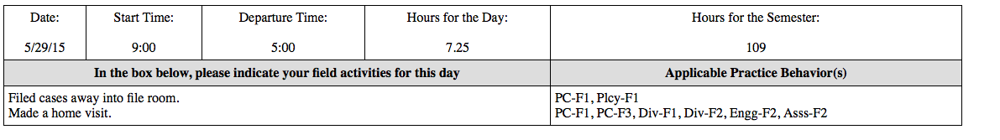 Date: Start Time: Departure Time: Hours for the Day: Hours for the Semester:
5/29/15 9:00 5:00 7.25 109
In the box below, please indicate your field activities for this day Applicable Practice Behavior(s)
Filed cases away into file room. PC-F1, Plcy-F1
Made a home visit. PC-F1, PC-F3, Div-F1, Div-F2, Engg-F2, Asss-F2